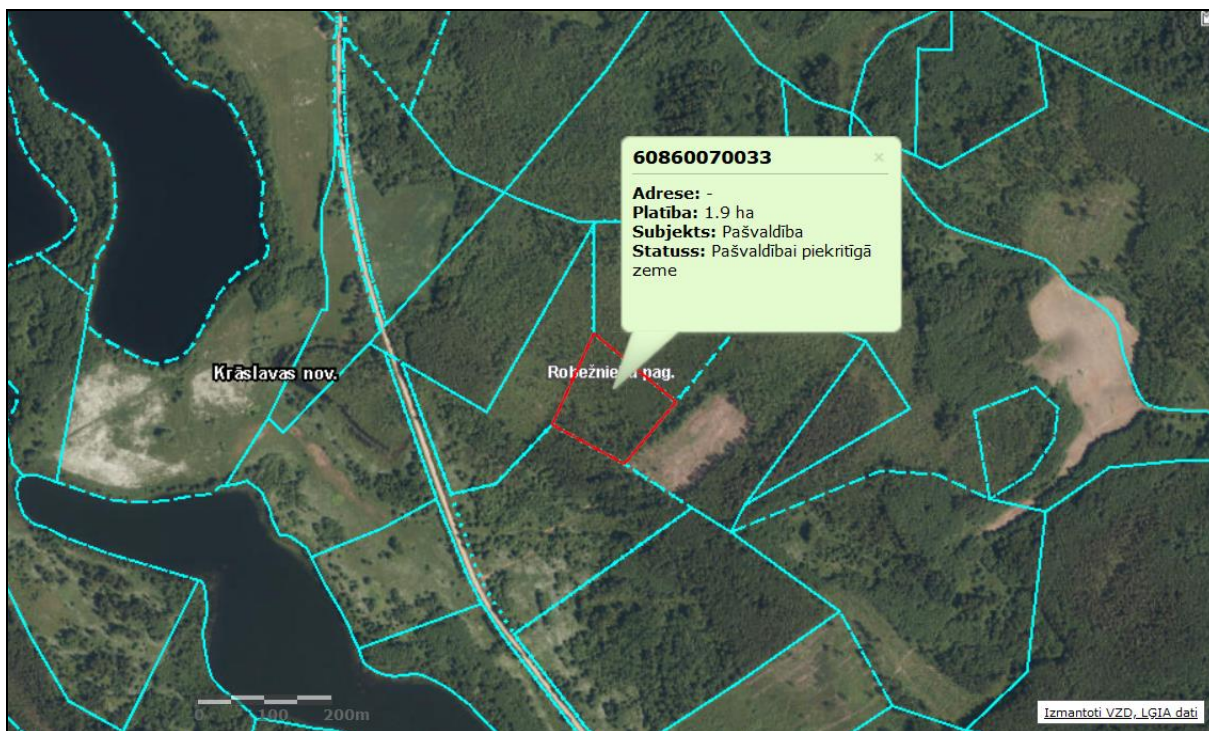 60860070033 ×
Adrese: -
Platība: 1.9 ha
Subjekts: Pašvaldība
Statuss: Pašvaldībai piekritīgā
zeme
Krāslavas nov.
pag.
0 100 200m
Izmantoti VZD, LGIA dati